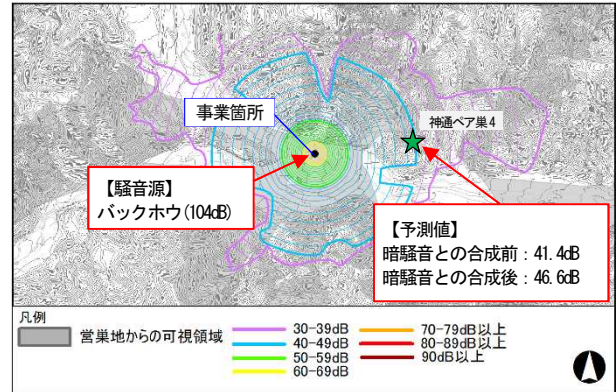 事業箇所
神通ペア巣4
【騒音源】
バックホウ(104dB)
【予測値】
暗騒音との合成前：41.4dB
暗騒音との合成後：46.6dB
凡例
営巣地からの可視領域
30-39dB
40-49dB
50-59dB
60-69dB
70-79dB以上
80-89dB以上
90dB以上